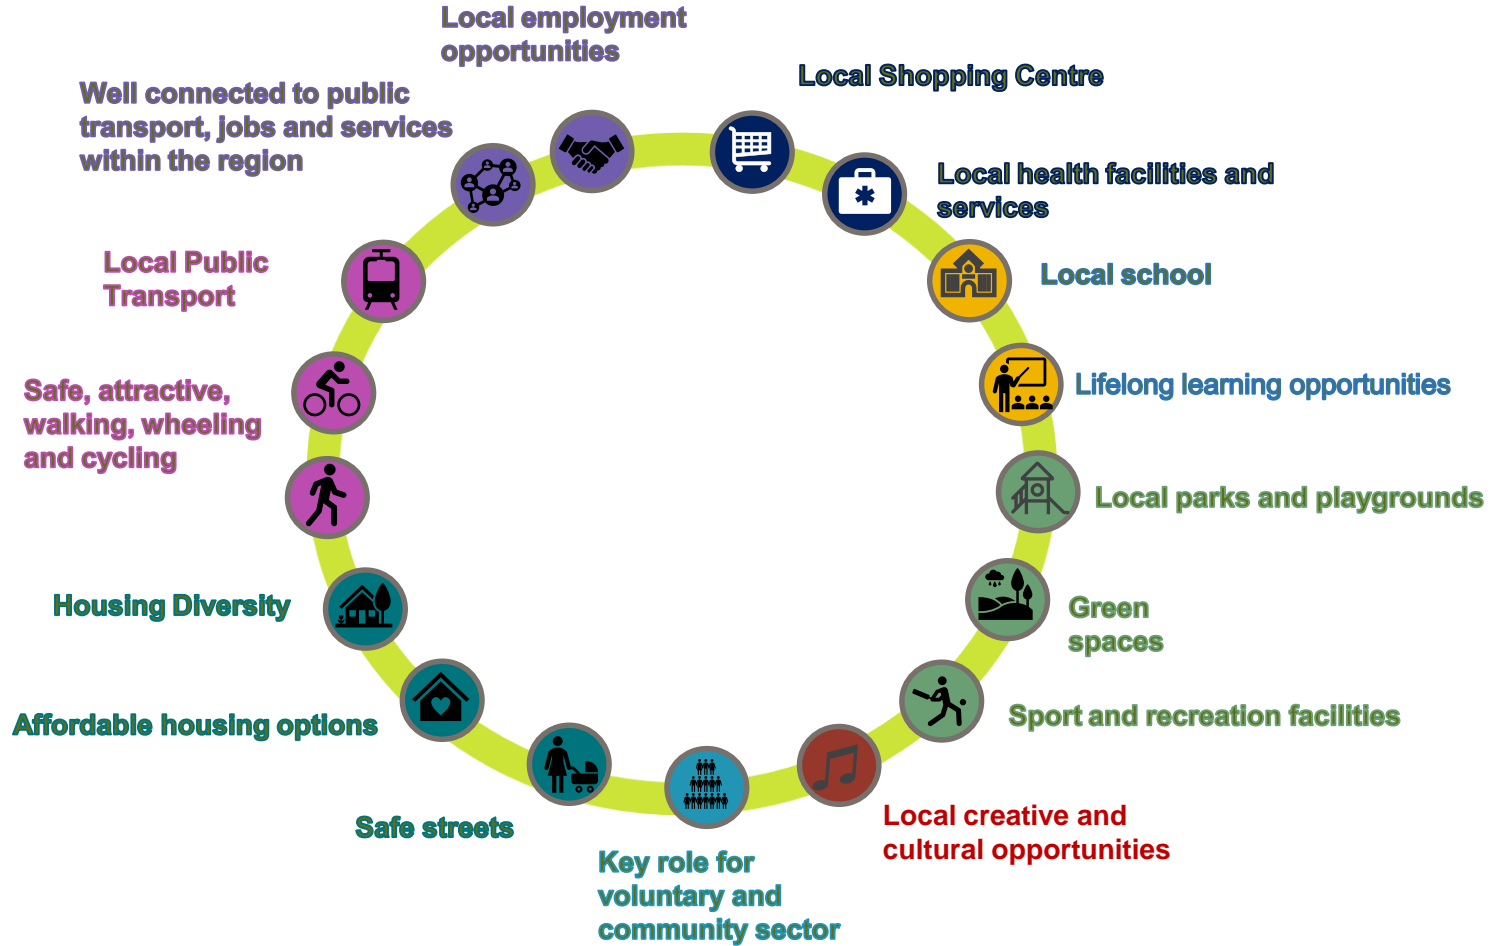 Local employment
opportunities
Local Shopping Centre
Well connected to public
transport, jobs and services
within the region
Local health facilities and
services
Local Public
Transport
Local school
Safe, attractive,
walking, wheeling
and cycling
Lifelong learning opportunities
Local parks and playgrounds
Housing Diversity
Green
spaces
Affordable housing options
Sport and recreation facilities
Safe streets
Local creative and
cultural opportunities
Key role for
voluntary and
community sector